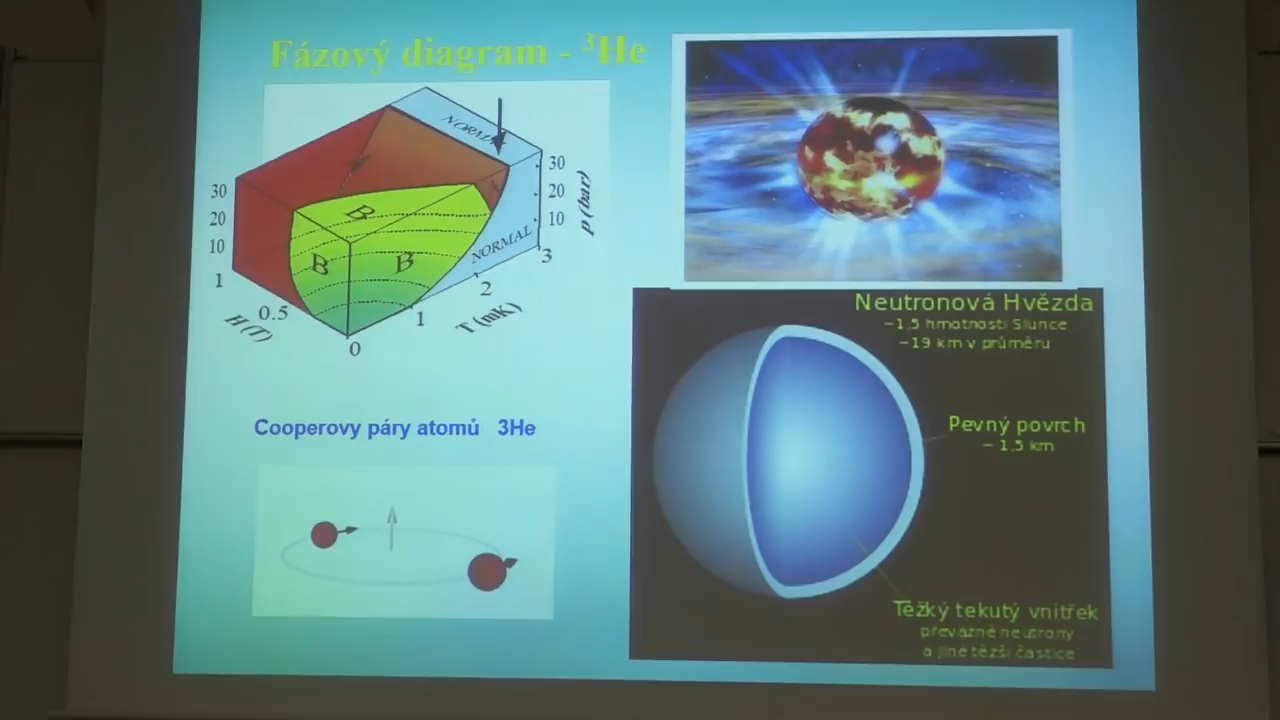 Fázový diagram - ³He
NORMAL
30
20
10
p (bar)
30
20
10
B
B
B
NORMAL
3
2
T (mK)
1
1
0.5
H (T)
0
Cooperovy páry atomů 3He
Neutronová Hvězda
~1,5 hmotnosti Slunce
~19 km v průměru
Pevný povrch
~ 1,5 km
Těžký tekutý vnitřek
převážně neutrony
a jiné těžší částice